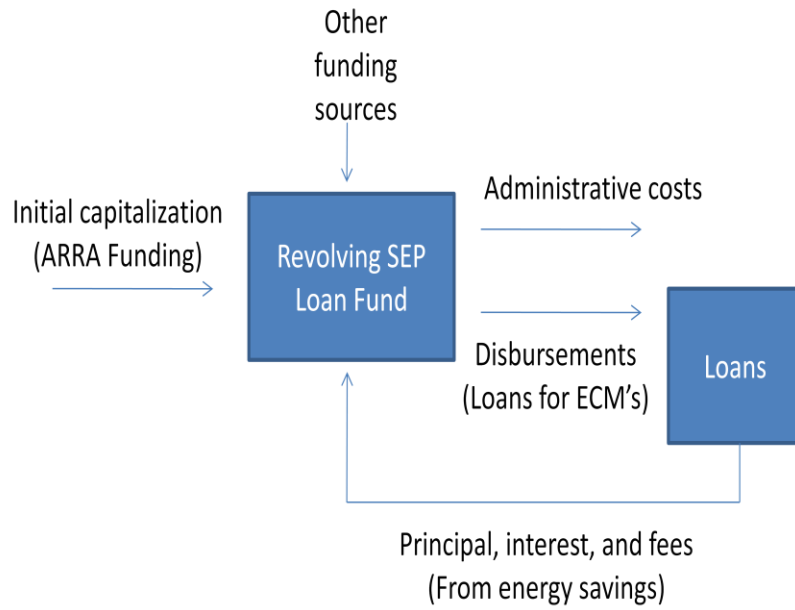 Other
funding
sources
Initial capitalization
(ARRA Funding)
Revolving SEP
Loan Fund
Administrative costs
Disbursements
(Loans for ECM's)
Loans
Principal, interest, and fees
(From energy savings)